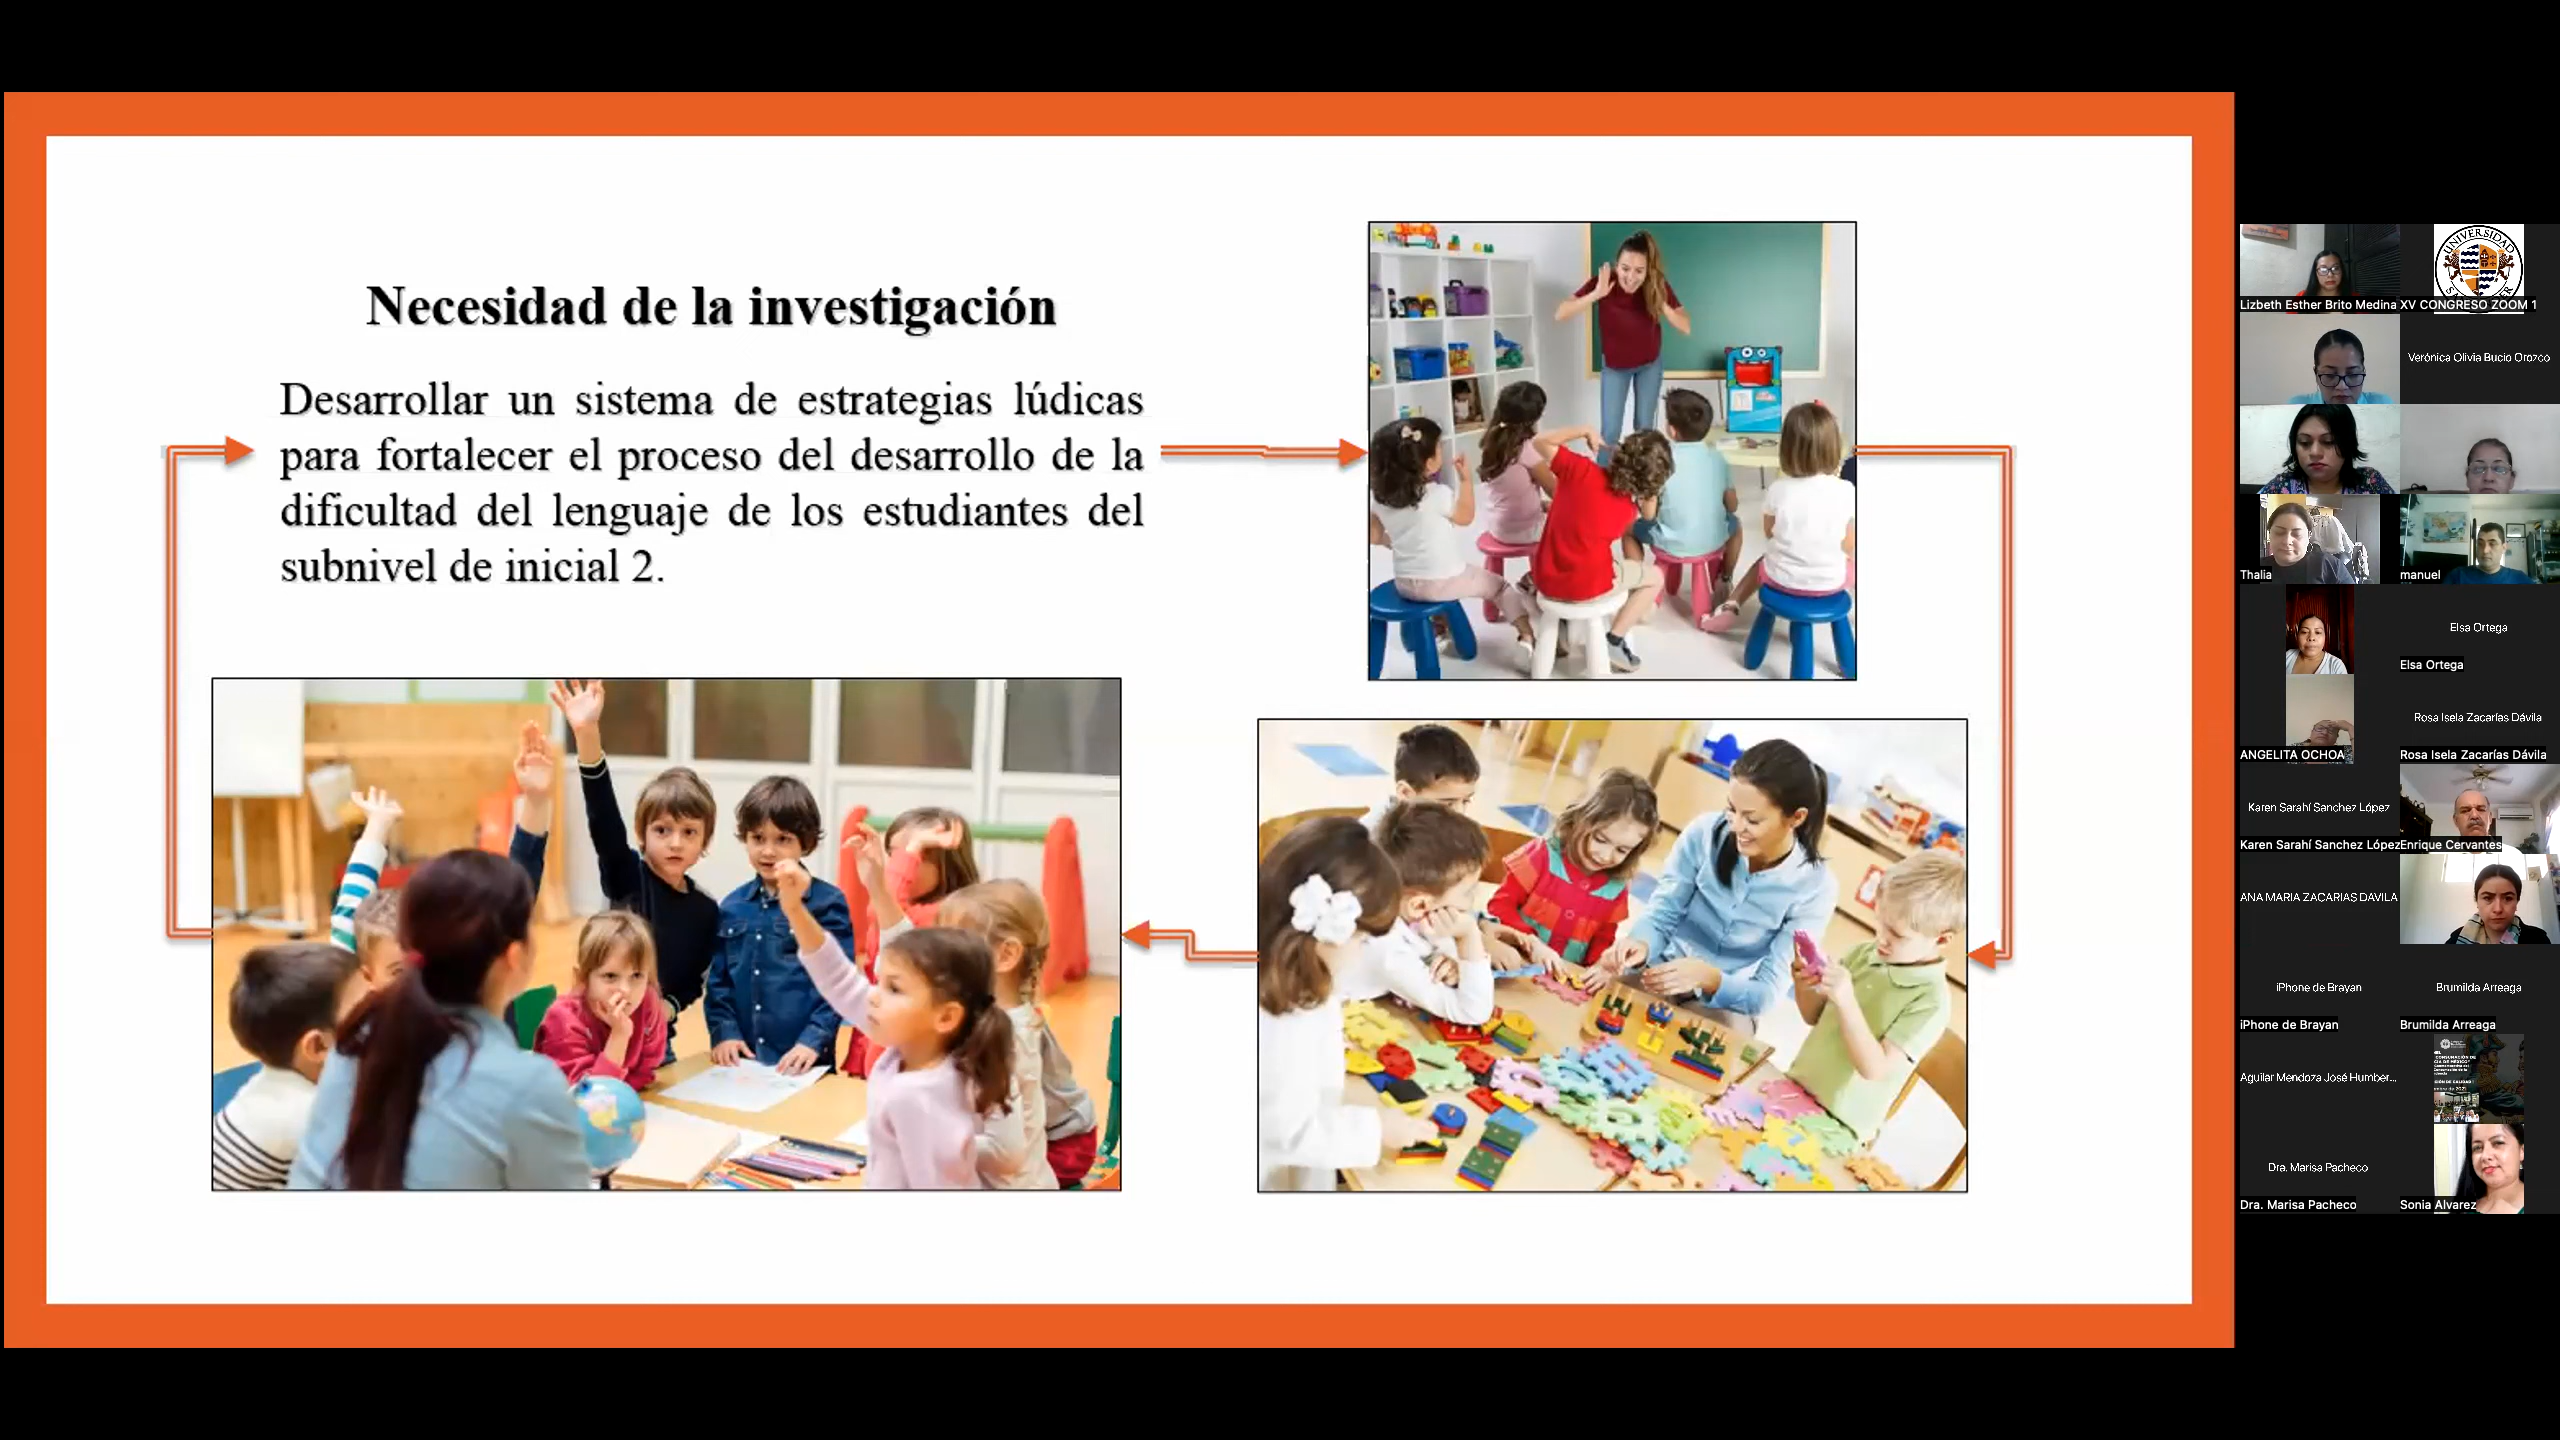 Necesidad de la investigación
Desarrollar un sistema de estrategias lúdicas
para fortalecer el proceso del desarrollo de la
dificultad del lenguaje de los estudiantes del
subnivel de inicial 2.
UNIVERSIDAD
Lizbeth Esther Brito Medina
XV CONGRESO ZOOM 1
Verónica Olivia Bucio Orozco
Thalia
manuel
Elsa Ortega
Elsa Ortega
ANGELITA OCHOA
Rosa Isela Zacarías Dávila
Rosa Isela Zacarías Dávila
Karen Sarahí Sanchez López
Karen Sarahí Sanchez López
Enrique Cervantes
ANA MARIA ZACARIAS DAVILA
iPhone de Brayan
iPhone de Brayan
Brumilda Arreaga
Brumilda Arreaga
Aguilar Mendoza José Humber...
Dra. Marisa Pacheco
Dra. Marisa Pacheco
Sonia Alvarez